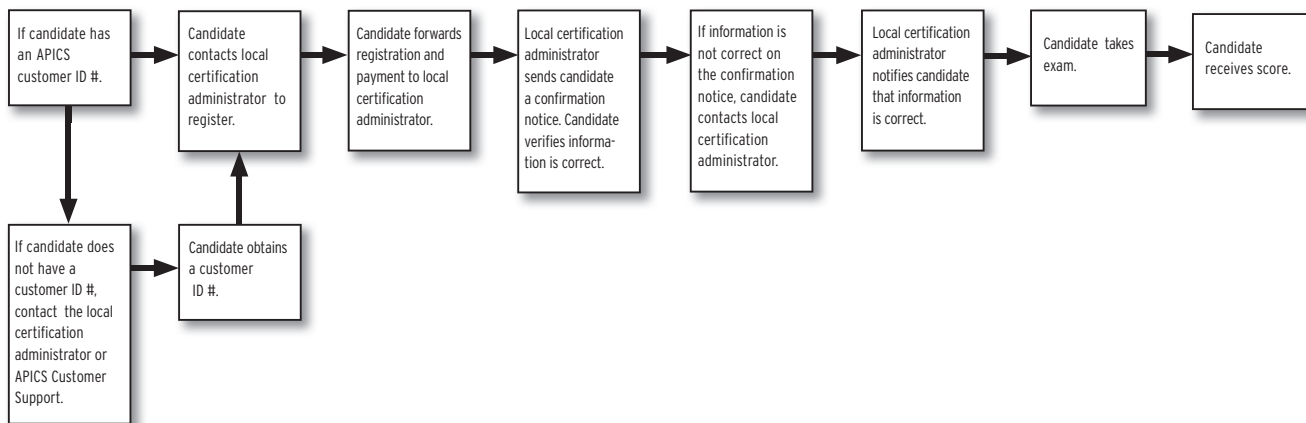 If candidate has
an APICS
customer ID #.
Candidate
contacts local
certification
administrator to
register.
Candidate forwards
registration and
payment to local
certification
administrator.
Local certification
administrator
sends candidate
a confirmation
notice. Candidate
verifies informa-
tion is correct.
If information is
not correct on
the confirmation
notice, candidate
contacts local
certification
administrator.
Local certification
administrator
notifies candidate
that information
is correct.
Candidate takes
exam.
Candidate
receives score.
If candidate does
not have a
customer ID #,
contact the local
certification
administrator or
APICS Customer
Support.
Candidate obtains
a customer
ID #.